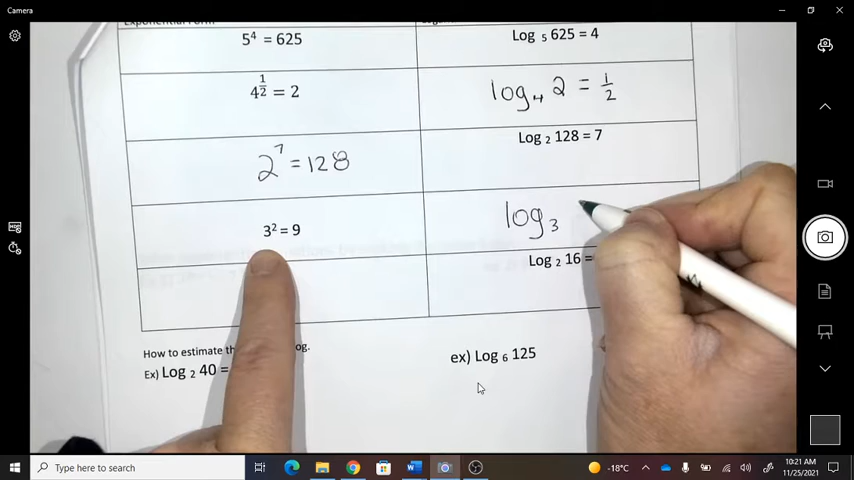 Camera
Exponential Form
5⁴ = 625
Log ₅ 625 = 4
4^(1/2) = 2
log₄ 2 = 1/2
2⁷ = 128
Log ₂ 128 = 7
3² = 9
log₃
Log ₂ 16 =
How to estimate th
log.
Ex) Log ₂ 40 =
ex) Log ₆ 125
Type here to search
-18°C
10:21 AM
11/25/2021